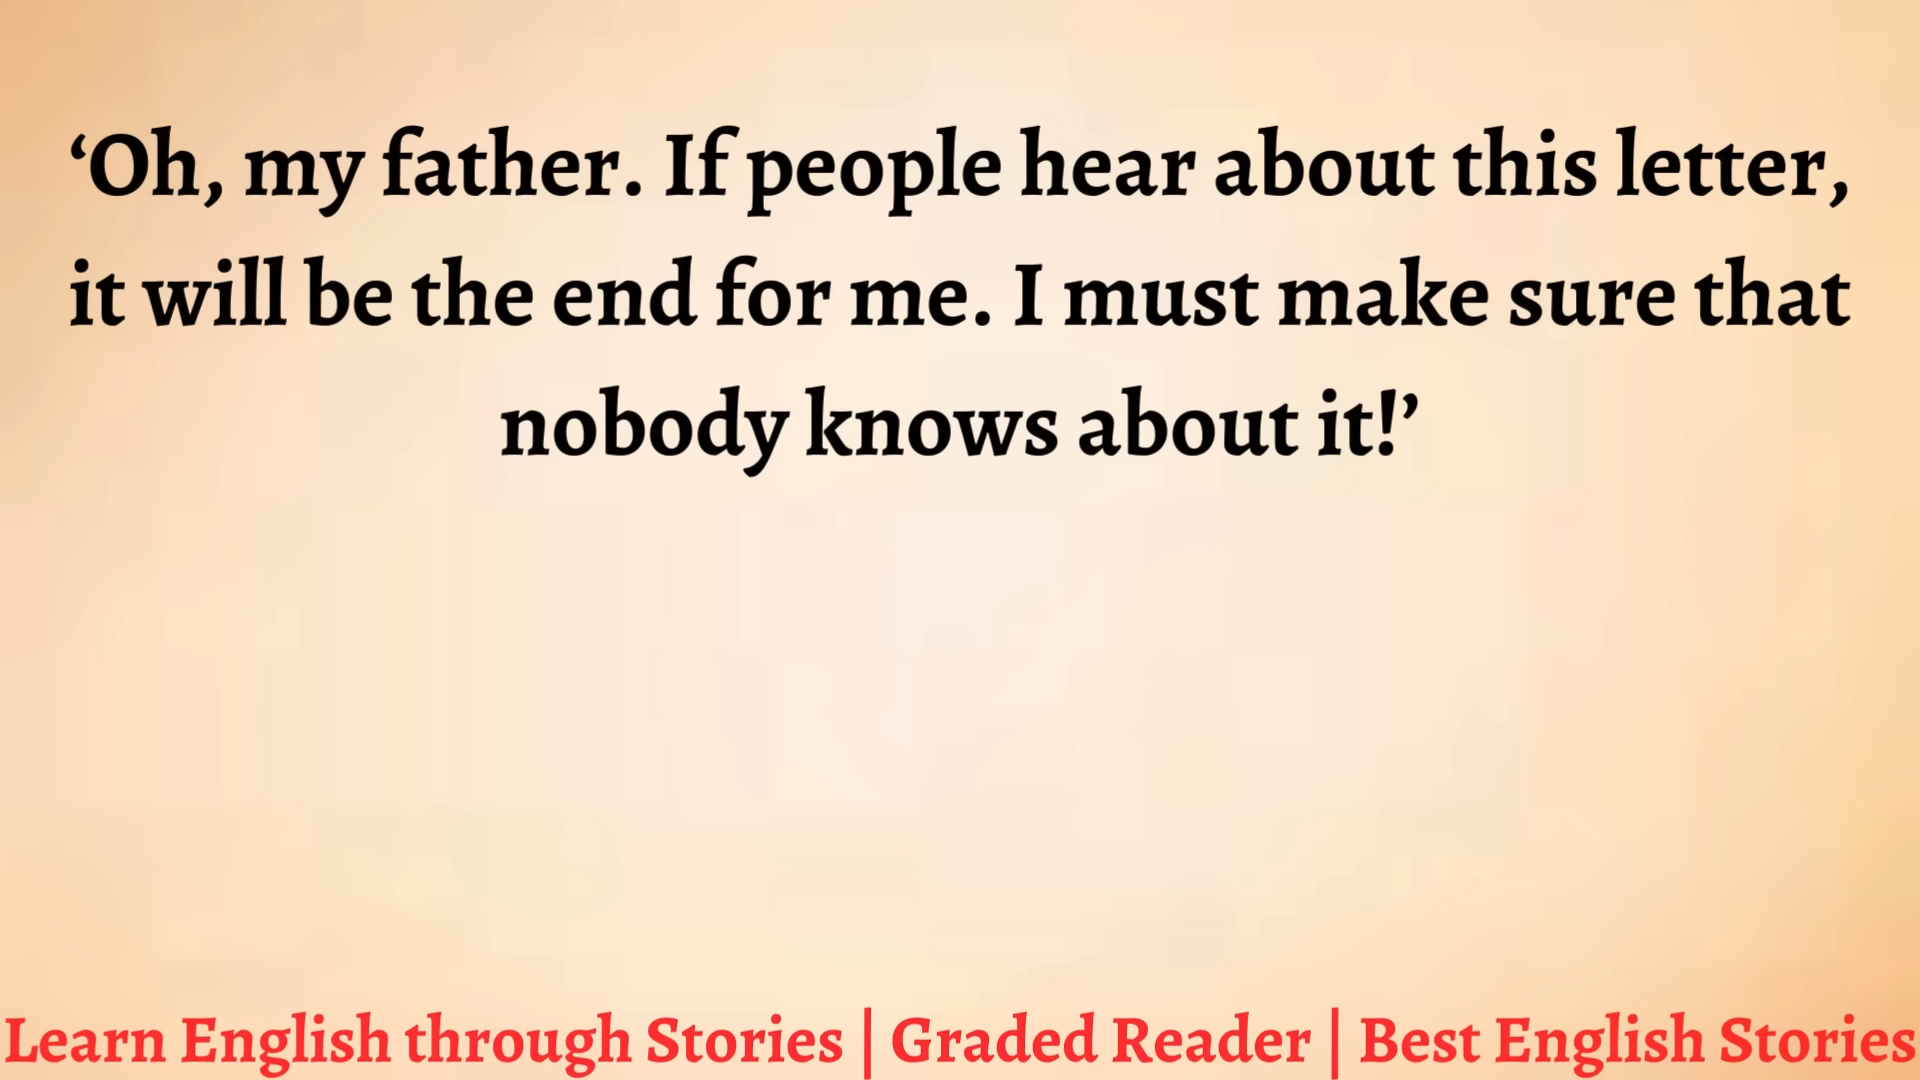 ‘Oh, my father. If people hear about this letter,
it will be the end for me. I must make sure that
nobody knows about it!’
Learn English through Stories | Graded Reader | Best English Stories